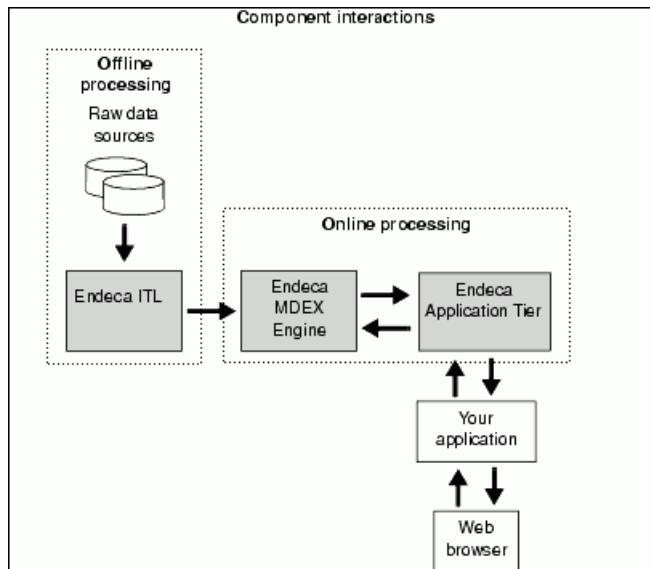 Component interactions
Offline
processing
Raw data
sources
Online processing
Endeca ITL
Endeca
MDEX
Engine
Endeca
Application Tier
Your
application
Web
browser